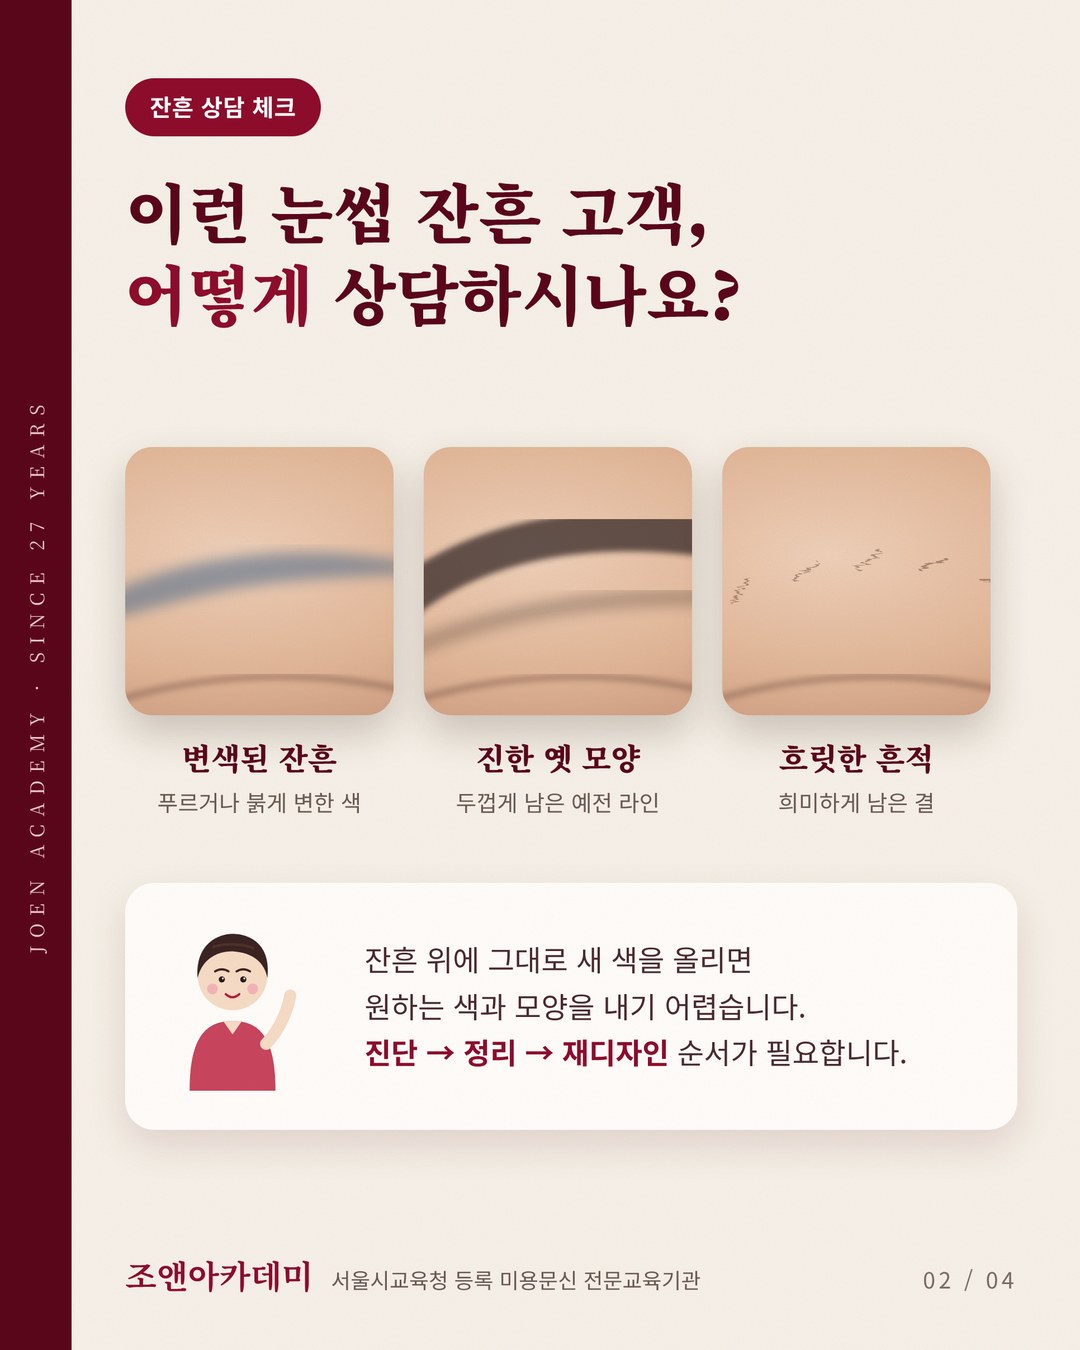 잔흔 상담 체크
이런 눈썹 잔흔 고객,
어떻게 상담하시나요?
변색된 잔흔
푸르거나 붉게 변한 색
진한 옛 모양
두껍게 남은 예전 라인
흐릿한 흔적
희미하게 남은 결
잔흔 위에 그대로 새 색을 올리면
원하는 색과 모양을 내기 어렵습니다.
진단 → 정리 → 재디자인 순서가 필요합니다.
조앤아카데미 서울시교육청 등록 미용문신 전문교육기관
02 / 04
JOEN ACADEMY · SINCE 27 YEARS